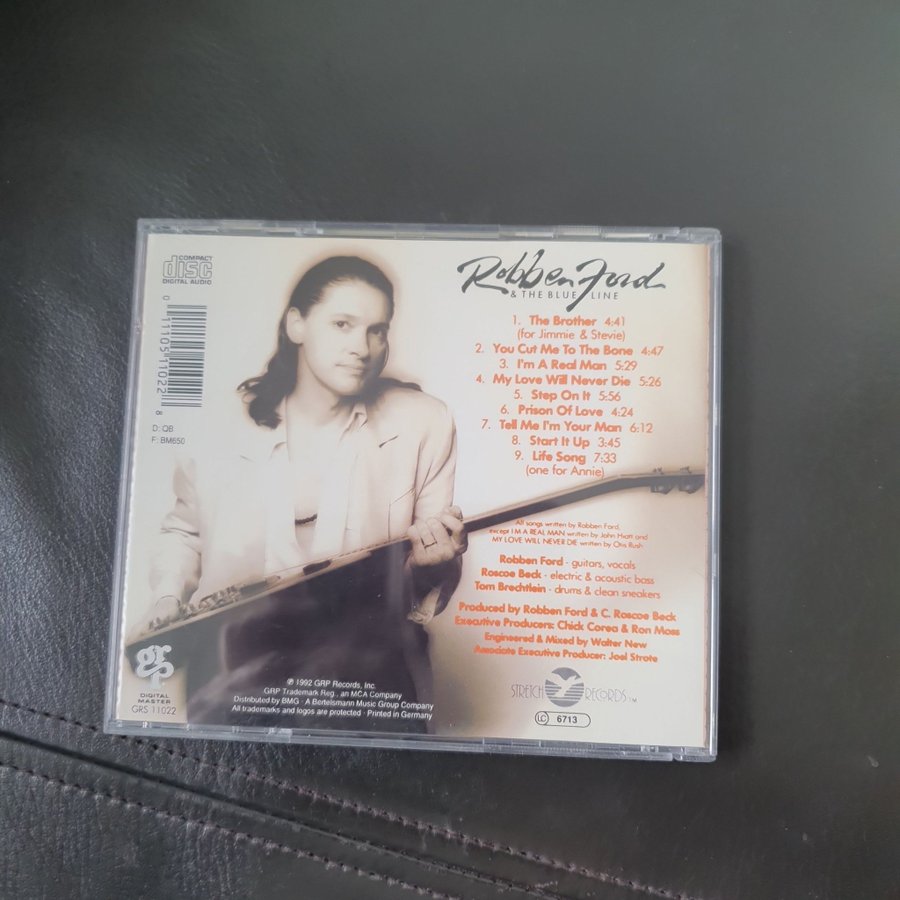 COMPACT
disc
DIGITAL AUDIO
0 11105 11022 8
D: QB
F: BM650
Robben Ford
& THE BLUE LINE
1. The Brother 4:41
(for Jimmie & Stevie)
2. You Cut Me To The Bone 4:47
3. I'm A Real Man 5:29
4. My Love Will Never Die 5:26
5. Step On It 5:56
6. Prison Of Love 4:24
7. Tell Me I'm Your Man 6:12
8. Start It Up 3:45
9. Life Song 7:33
(one for Annie)
All songs written by Robben Ford,
except I'M A REAL MAN written by John Hiatt and
MY LOVE WILL NEVER DIE written by Otis Rush
Robben Ford - guitars, vocals
Roscoe Beck - electric & acoustic bass
Tom Brechtlein - drums & clean sneakers
Produced by Robben Ford & C. Roscoe Beck
Executive Producers: Chick Corea & Ron Moss
Engineered & Mixed by Walter New
Associate Executive Producer: Joel Strote
grp
DIGITAL
MASTER
GRS 11022
℗ 1992 GRP Records, Inc.
GRP Trademark Reg., an MCA Company
Distributed by BMG · A Bertelsmann Music Group Company
All trademarks and logos are protected · Printed in Germany
STRETCH RECORDS™
LC 6713